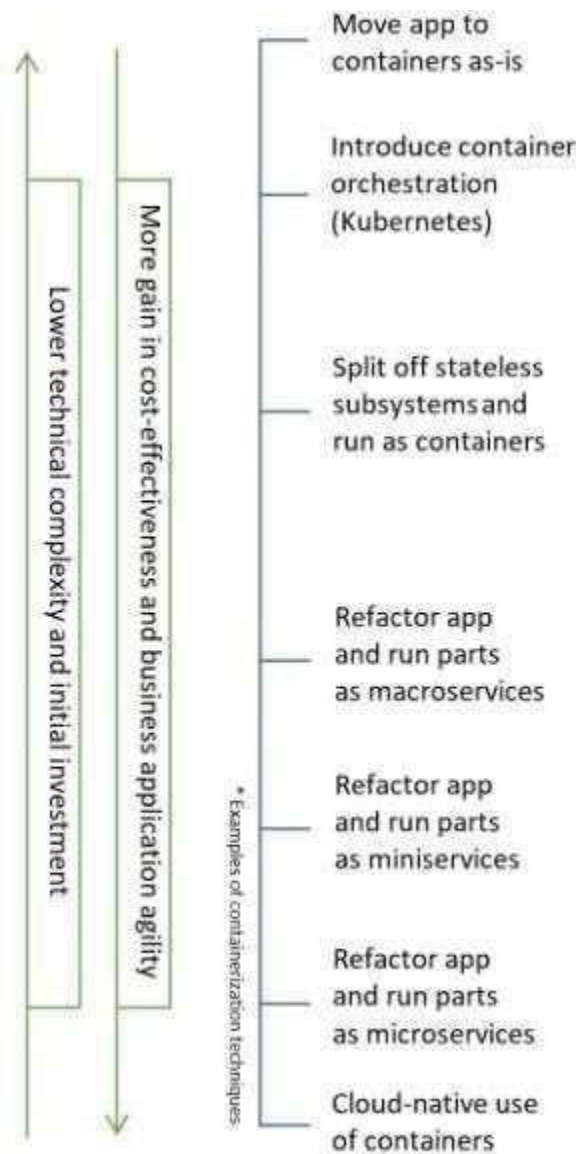 Move app to
containers as-is
Introduce container
orchestration
(Kubernetes)
Split off stateless
subsystems and
run as containers
Refactor app
and run parts
as macroservices
Refactor app
and run parts
as miniservices
Refactor app
and run parts
as microservices
Cloud-native use
of containers
More gain in cost-effectiveness and business application agility
Lower technical complexity and initial investment
* Examples of containerization techniques